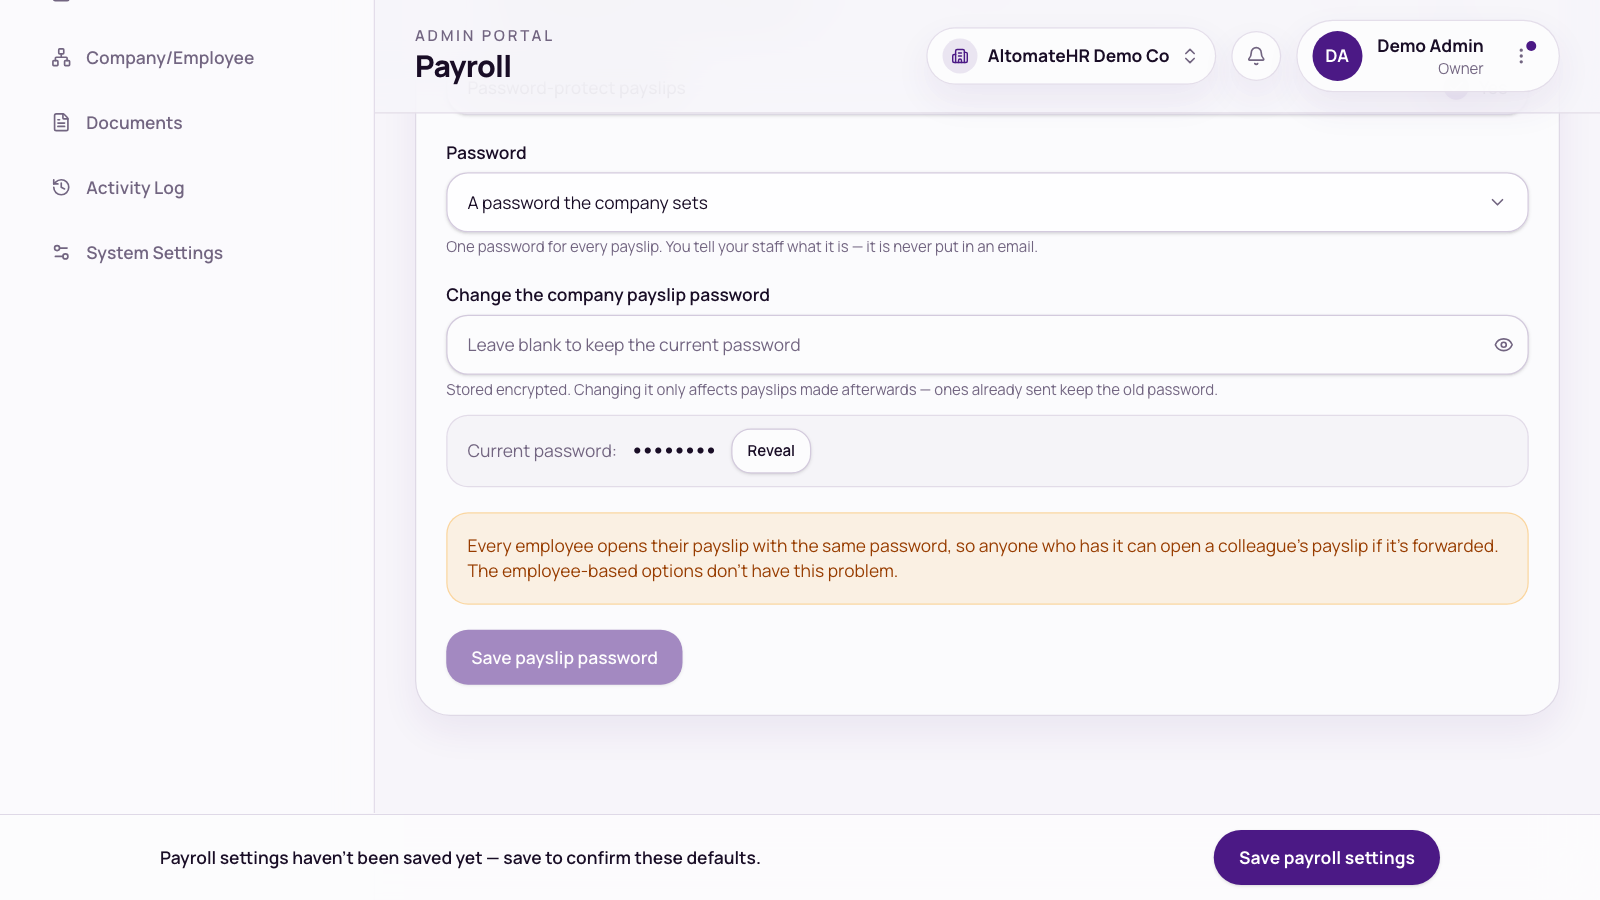 Company/Employee
Documents
Activity Log
System Settings
ADMIN PORTAL
Payroll
AltomateHR Demo Co
DA
Demo Admin
Owner
Password-protect payslips
Password
A password the company sets
One password for every payslip. You tell your staff what it is — it is never put in an email.
Change the company payslip password
Leave blank to keep the current password
Stored encrypted. Changing it only affects payslips made afterwards — ones already sent keep the old password.
Current password: ••••••••
Reveal
Every employee opens their payslip with the same password, so anyone who has it can open a colleague's payslip if it's forwarded.
The employee-based options don't have this problem.
Save payslip password
Payroll settings haven't been saved yet — save to confirm these defaults.
Save payroll settings